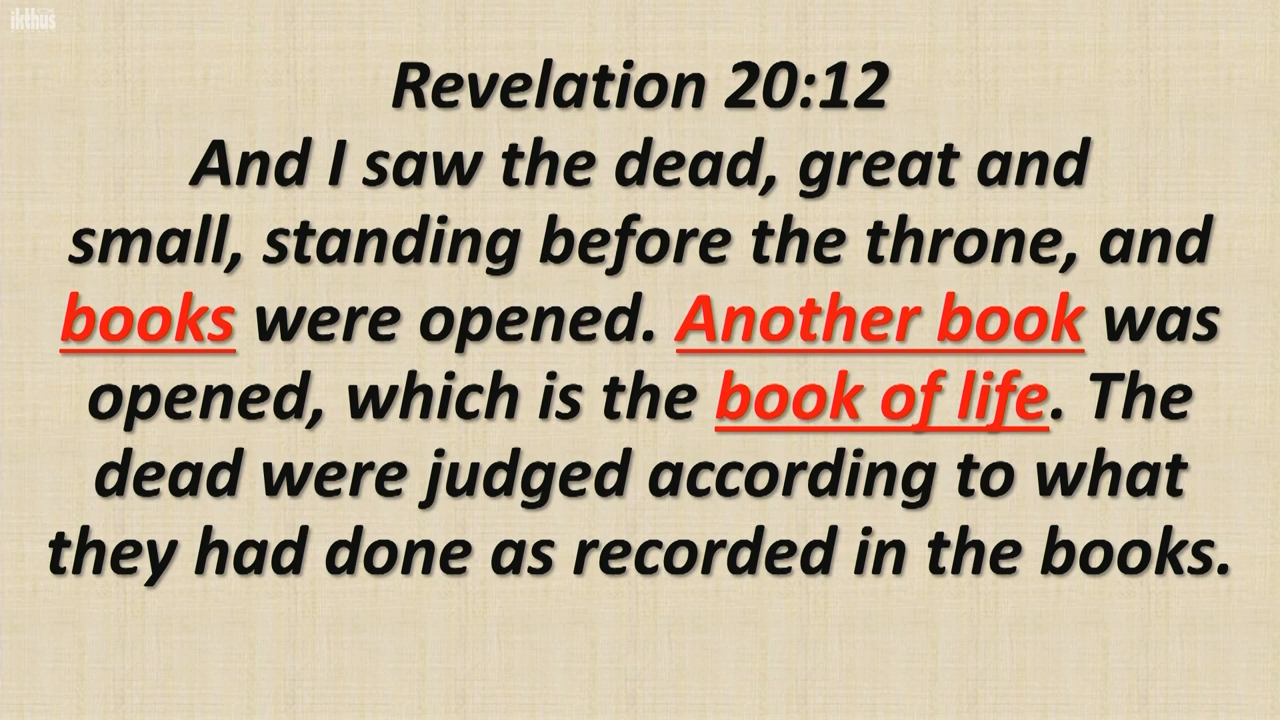 ikthus
Revelation 20:12
And I saw the dead, great and
small, standing before the throne, and
books were opened. Another book was
opened, which is the book of life. The
dead were judged according to what
they had done as recorded in the books.